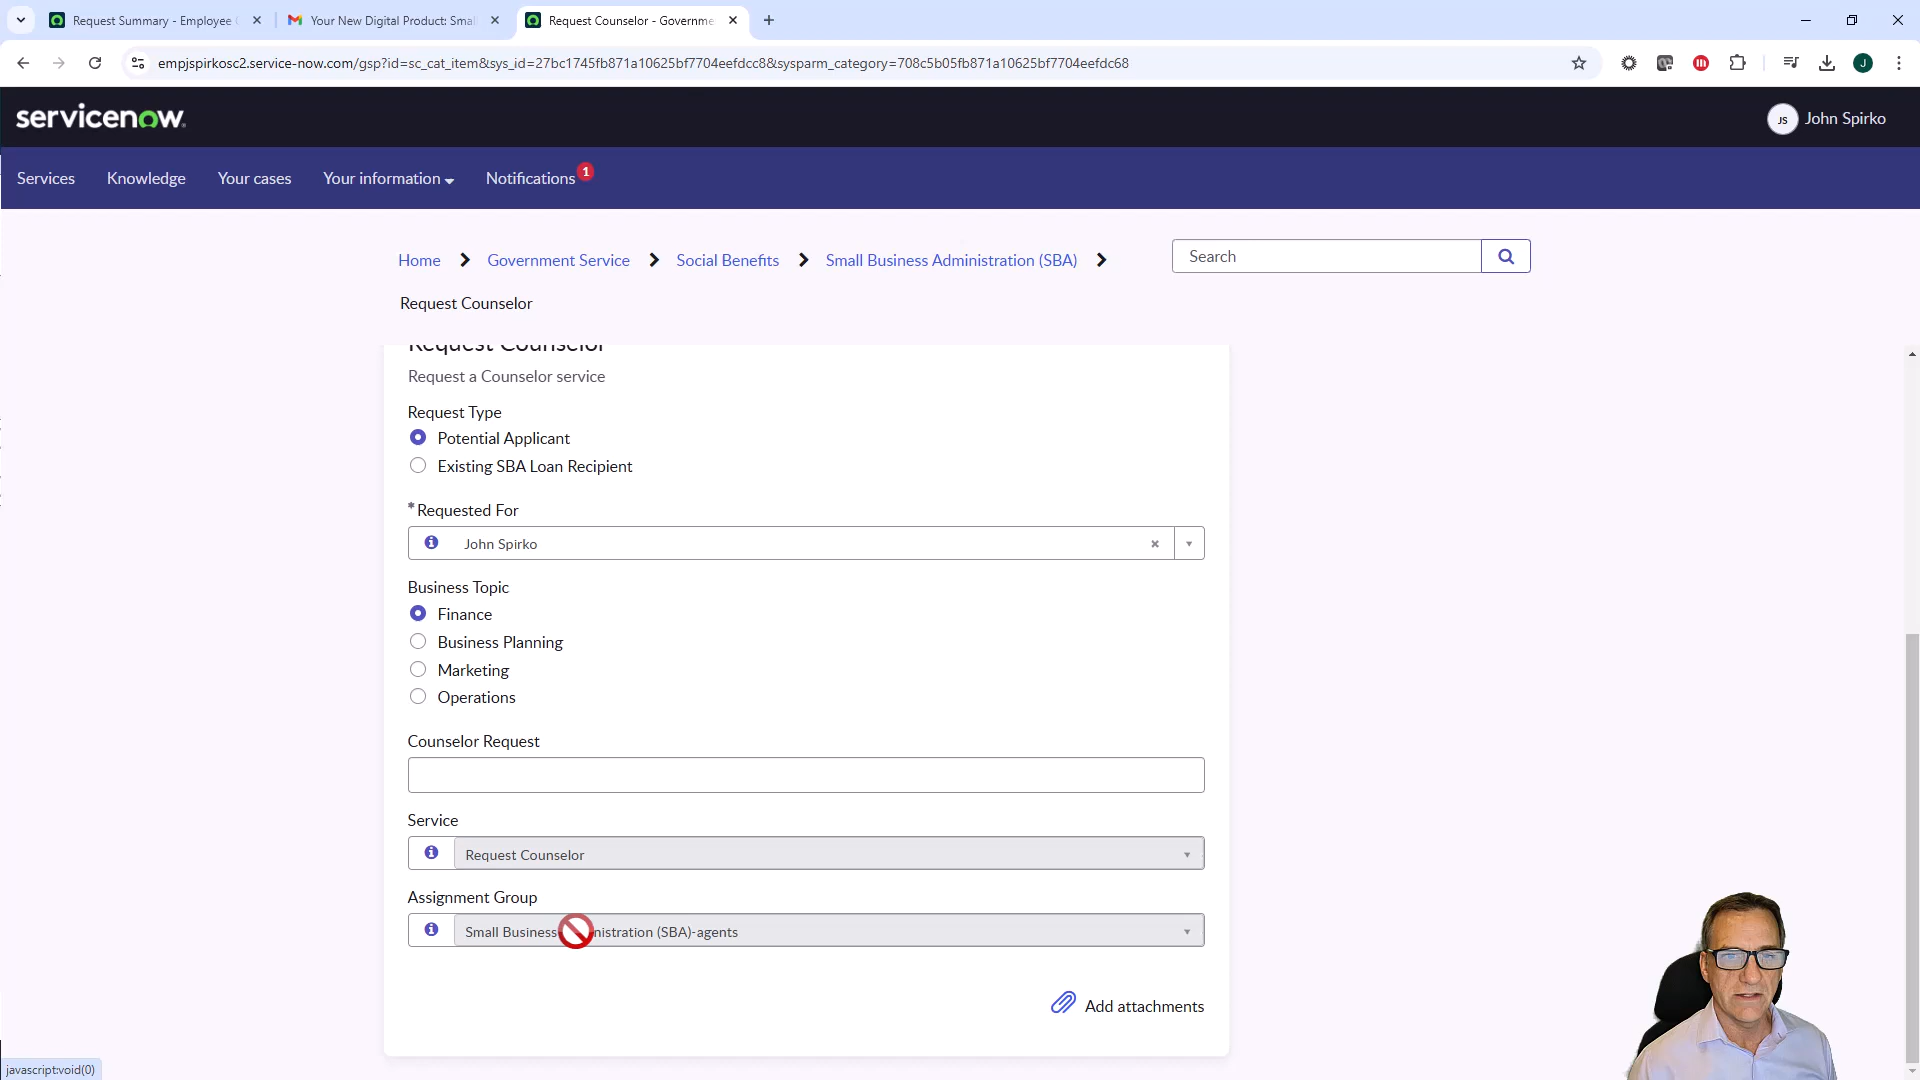 Request Summary - Employee
Your New Digital Product: Smal
Request Counselor - Governme
empjspirkosc2.service-now.com/gsp?id=sc_cat_item&sys_id=27bc1745fb871a10625bf7704eefdcc8&sysparm_category=708c5b05fb871a10625bf7704eefdc68
J
servicenow
JS John Spirko
Services
Knowledge
Your cases
Your information
Notifications 1
Home
Government Service
Social Benefits
Small Business Administration (SBA)
Search
Request Counselor
Request Counselor
Request a Counselor service
Request Type
Potential Applicant
Existing SBA Loan Recipient
* Requested For
John Spirko
Business Topic
Finance
Business Planning
Marketing
Operations
Counselor Request
Service
Request Counselor
Assignment Group
Small Business nistration (SBA)-agents
Add attachments
javascript:void(0)